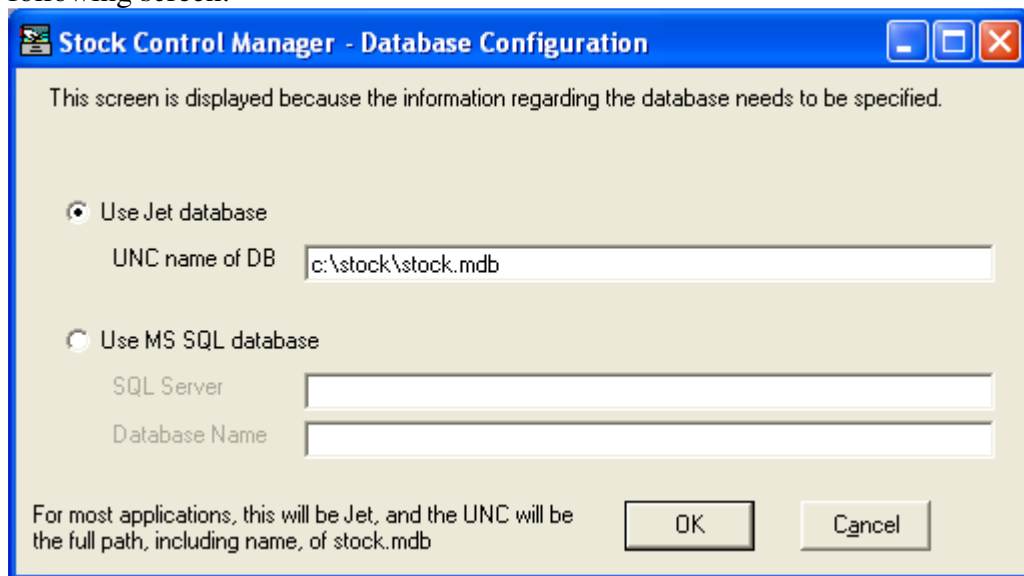 following screen.
Stock Control Manager - Database Configuration
This screen is displayed because the information regarding the database needs to be specified.
Use Jet database
UNC name of DB
c:\stock\stock.mdb
Use MS SQL database
SQL Server
Database Name
For most applications, this will be Jet, and the UNC will be
the full path, including name, of stock.mdb
OK
Cancel